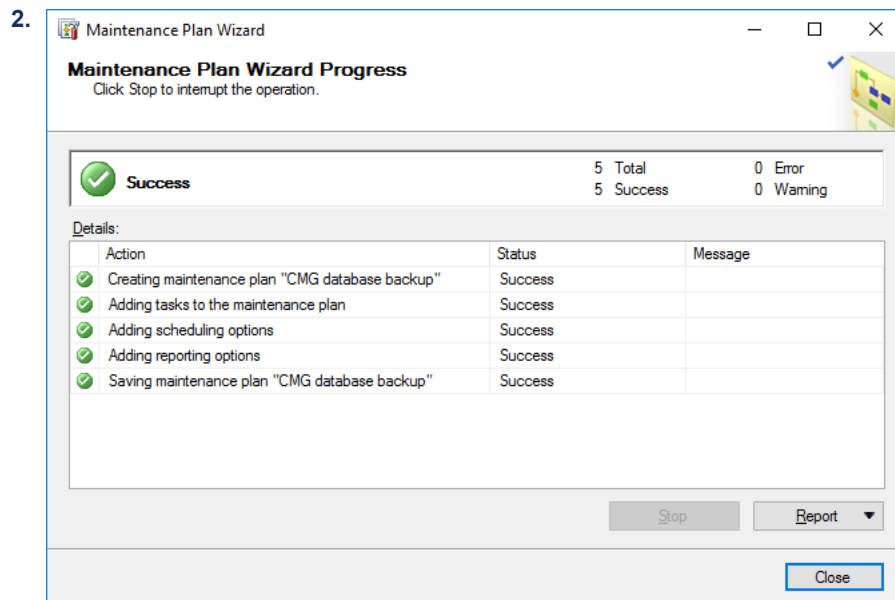 2.
Maintenance Plan Wizard
Maintenance Plan Wizard Progress
Click Stop to interrupt the operation.
Success
5 Total 0 Error
5 Success 0 Warning
Details:
Action Status Message
Creating maintenance plan "CMG database backup" Success
Adding tasks to the maintenance plan Success
Adding scheduling options Success
Adding reporting options Success
Saving maintenance plan "CMG database backup" Success
Stop Report
Close